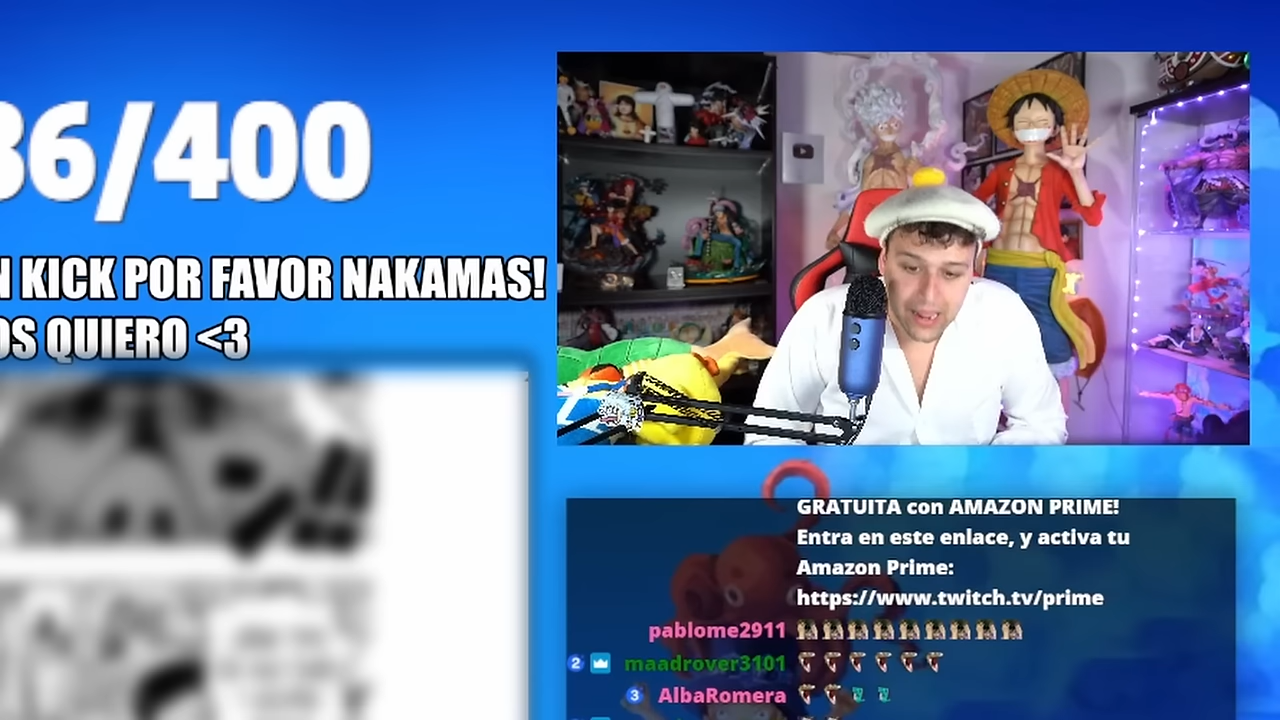 36/400
N KICK POR FAVOR NAKAMAS!
OS QUIERO <3
GRATUITA con AMAZON PRIME!
Entra en este enlace, y activa tu
Amazon Prime:
https://www.twitch.tv/prime
pablome2911
2 maadrover3101
3 AlbaRomera